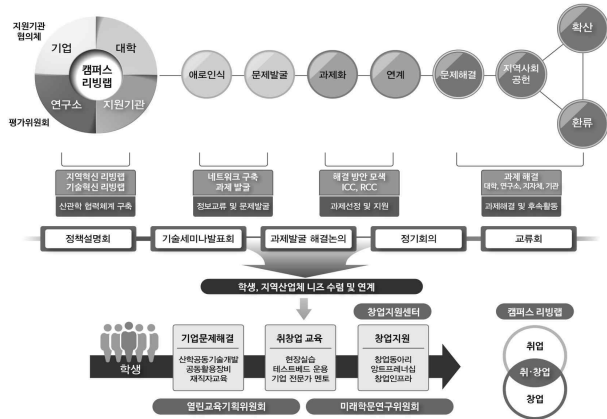 지원기관
협의체
기업
대학
캠퍼스
리빙랩
연구소
지원기관
평가위원회
애로인식
문제발굴
과제화
연계
문제해결
지역사회
공헌
확산
환류
지역혁신 리빙랩
기술혁신 리빙랩
산관학 협력체계 구축
네트워크 구축
과제 발굴
정보교류 및 문제발굴
해결 방안 모색
ICC, RCC
과제선정 및 지원
과제 해결
대학, 연구소, 지자체, 기관
과제해결 및 후속활동
정책설명회
기술세미나발표회
과제발굴 해결논의
정기회의
교류회
학생, 지역산업체 니즈 수렴 및 연계
창업지원센터
캠퍼스 리빙랩
학생
기업문제해결
산학공동기술개발
공동활용장비
재직자교육
취창업 교육
현장실습
테스트베드 운용
기업 전문가 멘토
창업지원
창업동아리
앙트프레너십
창업인프라
취업
취·창업
창업
열린교육기획위원회
미래학문연구위원회